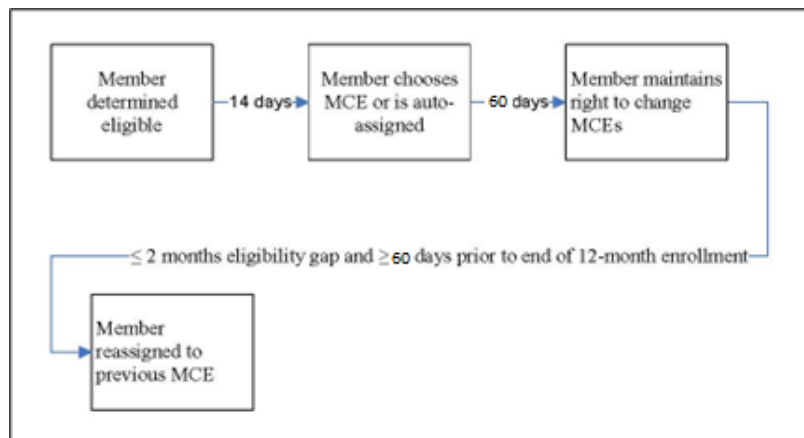 Member
determined
eligible
14 days
Member chooses
MCE or is auto-
assigned
60 days
Member maintains
right to change
MCEs
≤ 2 months eligibility gap and ≥60 days prior to end of 12-month enrollment
Member
reassigned to
previous MCE